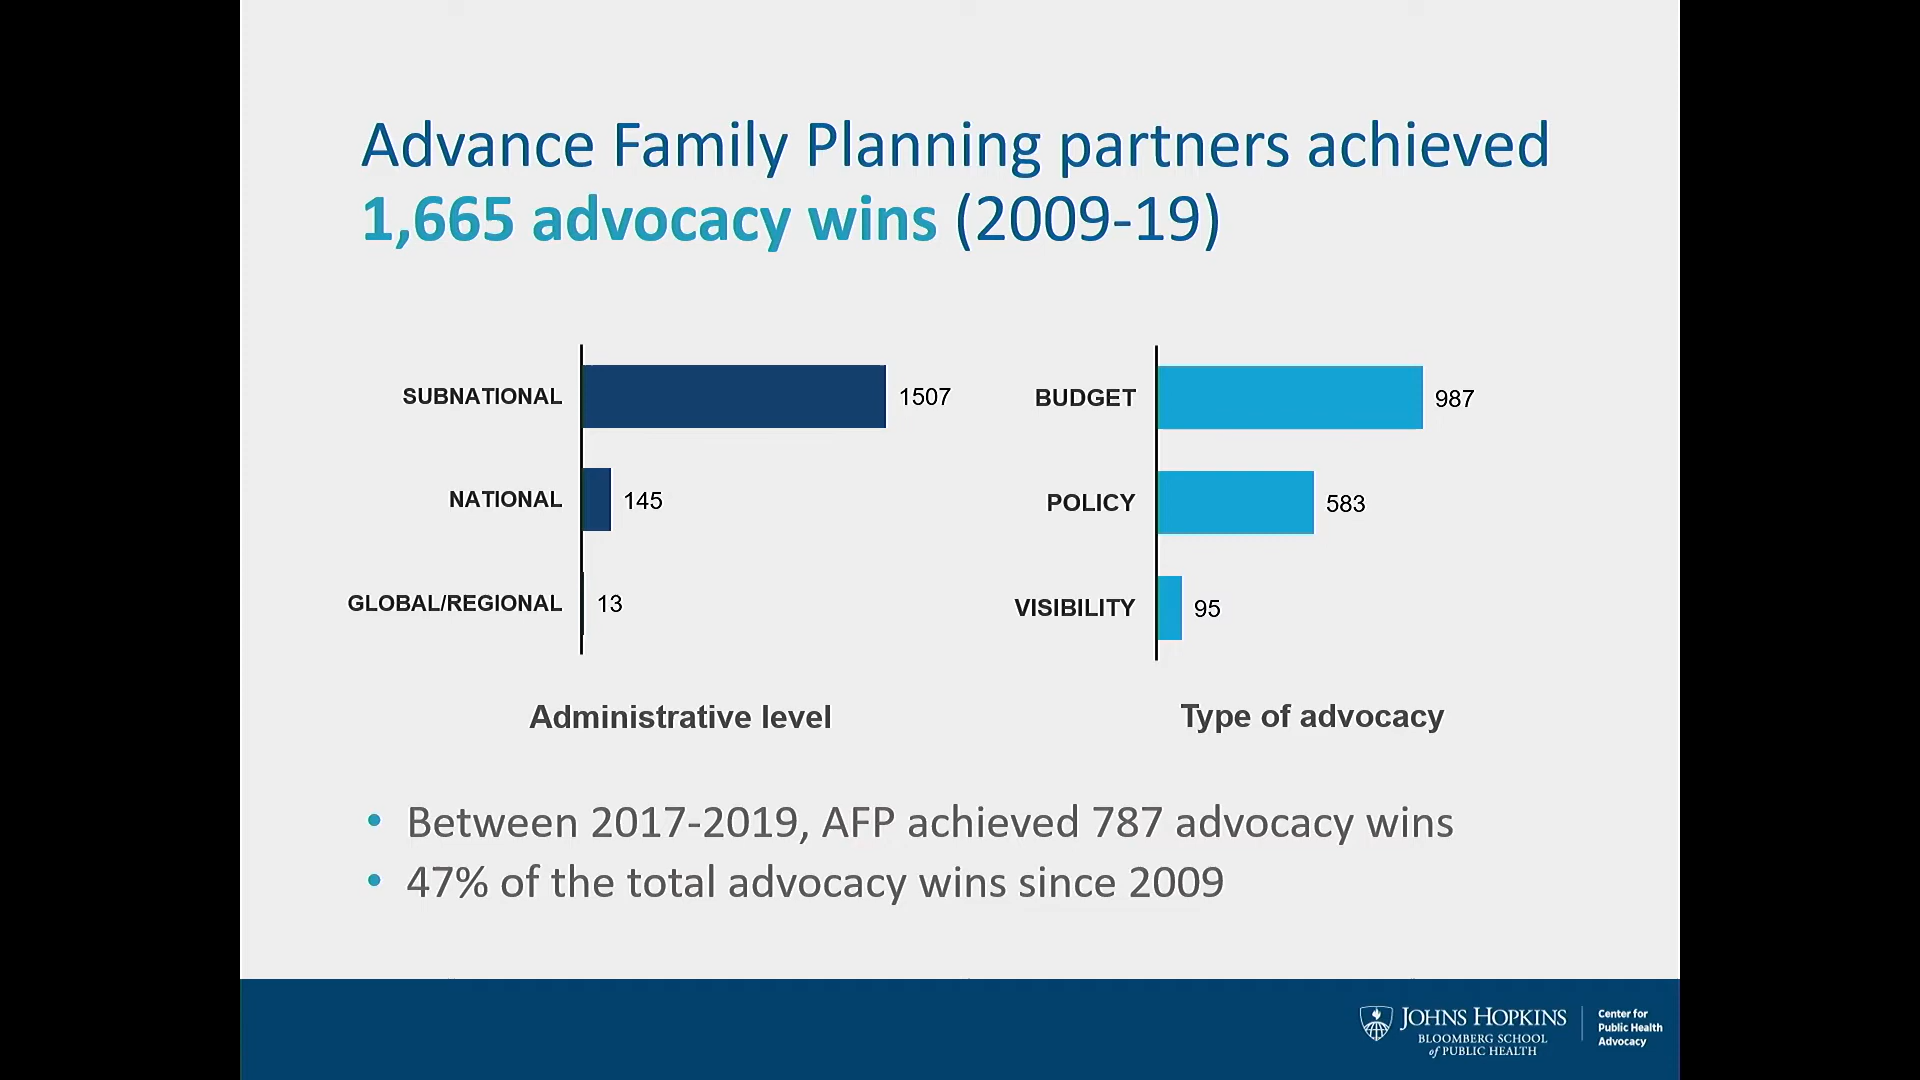 Advance Family Planning partners achieved
1,665 advocacy wins (2009-19)
SUBNATIONAL 1507
NATIONAL 145
GLOBAL/REGIONAL 13
Administrative level
BUDGET 987
POLICY 583
VISIBILITY 95
Type of advocacy
• Between 2017-2019, AFP achieved 787 advocacy wins
• 47% of the total advocacy wins since 2009
JOHNS HOPKINS
BLOOMBERG SCHOOL
of PUBLIC HEALTH
Center for
Public Health
Advocacy